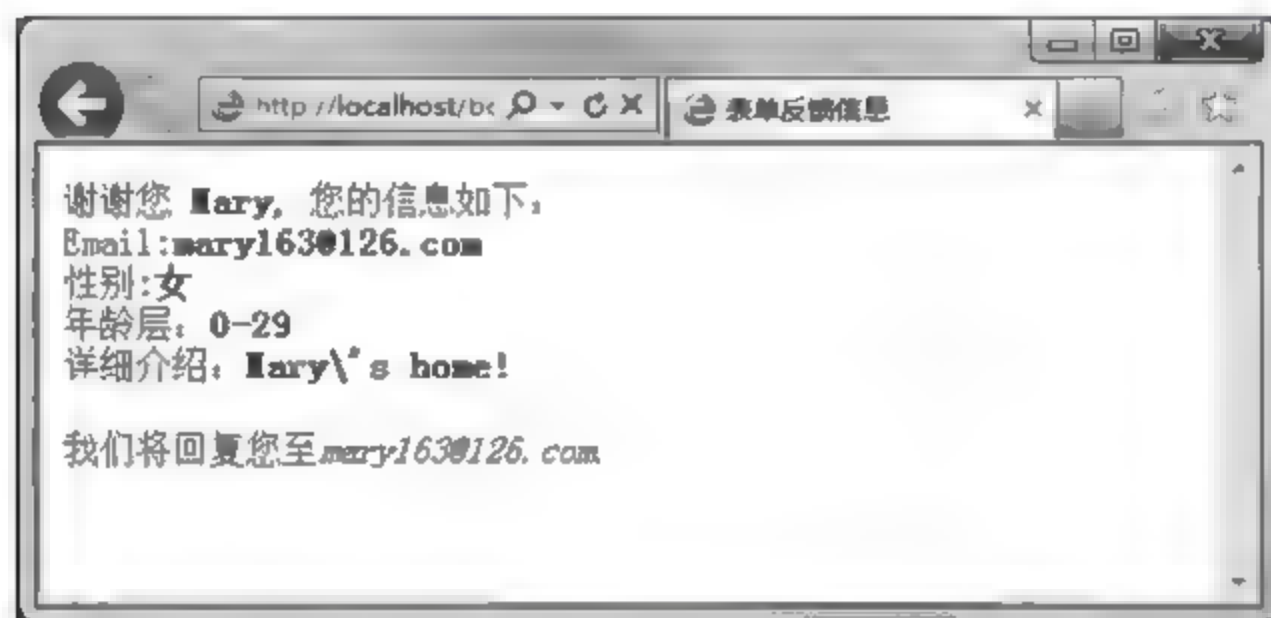 http://localhost/bc
表单反馈信息
谢谢您 Mary, 您的信息如下:
Email:mary163@126.com
性别:女
年龄层: 0-29
详细介绍: Mary\'s home!
我们将回复您至mary163@126.com